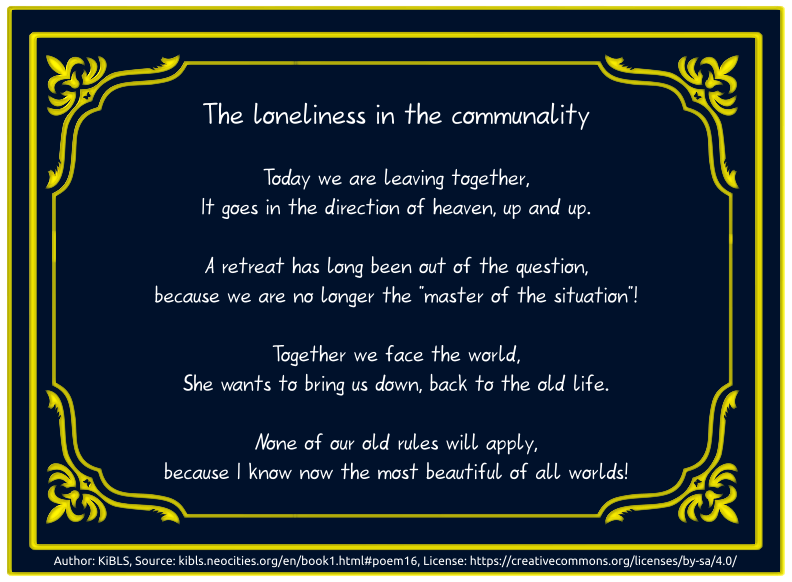 The loneliness in the communality
Today we are leaving together,
It goes in the direction of heaven, up and up.
A retreat has long been out of the question,
because we are no longer the "master of the situation"!
Together we face the world,
She wants to bring us down, back to the old life.
None of our old rules will apply,
because I know now the most beautiful of all worlds!
Author: KiBLS, Source: kibls.neocities.org/en/book1.html#poem16, License: https://creativecommons.org/licenses/by-sa/4.0/